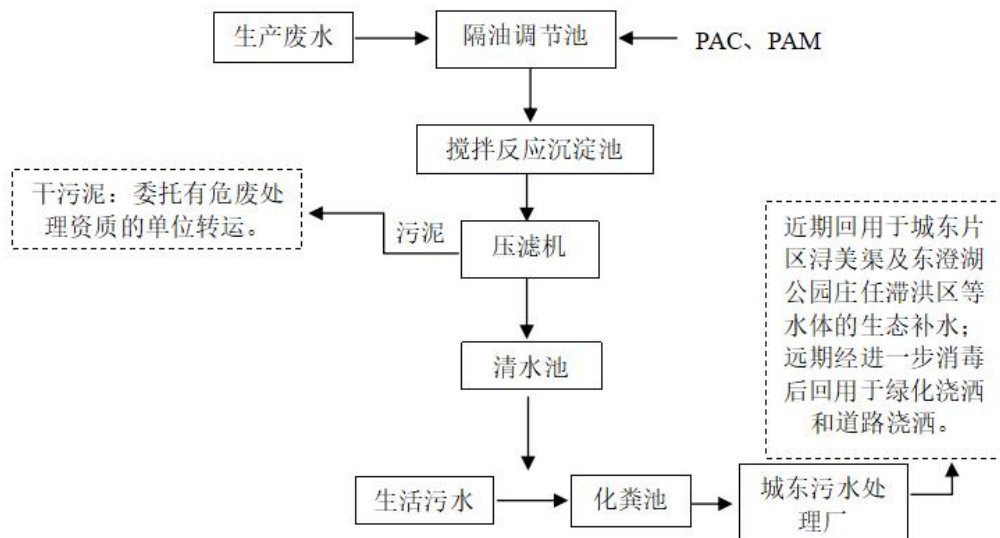 生产废水
隔油调节池
PAC、PAM
搅拌反应沉淀池
干污泥：委托有危废处
理资质的单位转运。
污泥
压滤机
近期回用于城东片
区浔美渠及东澄湖
公园庄任滞洪区等
水体的生态补水；
远期经进一步消毒
后回用于绿化浇洒
和道路浇洒。
清水池
生活污水
化粪池
城东污水处
理厂